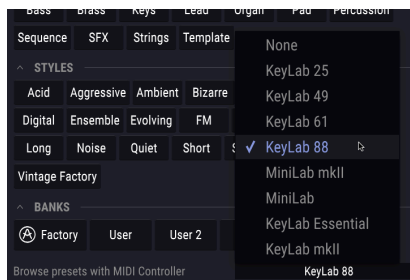 Bass Brass Keys Lead Organ Pad Percussion
Sequence SFX Strings Template
None
KeyLab 25
STYLES
Acid Aggressive Ambient Bizarre
KeyLab 49
Digital Ensemble Evolving FM
KeyLab 61
Long Noise Quiet Short
KeyLab 88
MiniLab mkII
Vintage Factory
MiniLab
BANKS
KeyLab Essential
Factory User User 2
KeyLab mkII
Browse presets with MIDI Controller KeyLab 88